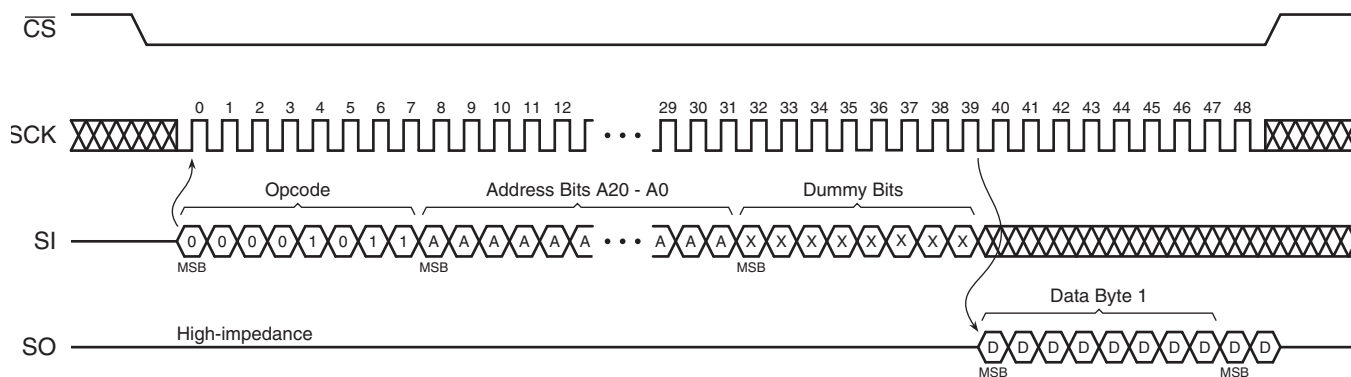 CS
0 1 2 3 4 5 6 7 8 9 10 11 12 29 30 31 32 33 34 35 36 37 38 39 40 41 42 43 44 45 46 47 48
SCK • • •
Opcode Address Bits A20 - A0 Dummy Bits
SI 0 0 0 0 1 0 1 1 A A A A A A • • • A A A X X X X X X X X
MSB MSB MSB
Data Byte 1
High-impedance
SO D D D D D D D D D D
MSB MSB